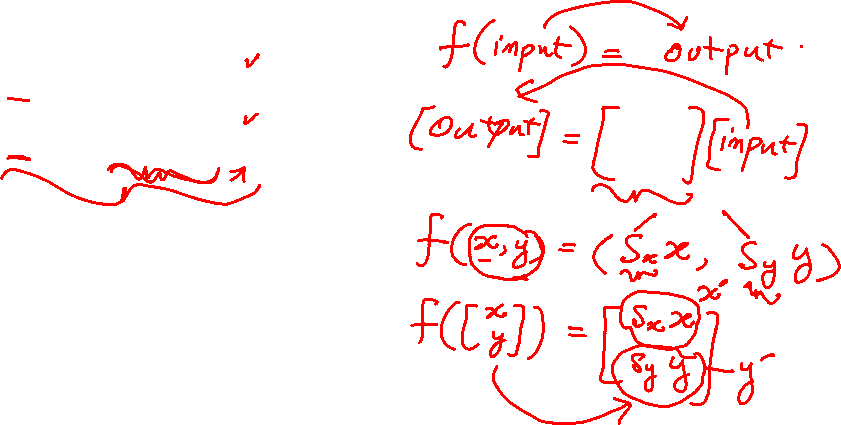 f(input) = output.
[output] = [ ] [input]
f(x, y) = (Sx x, Sy y)
x'
f([x y]) = [Sx x
Sy y] y'